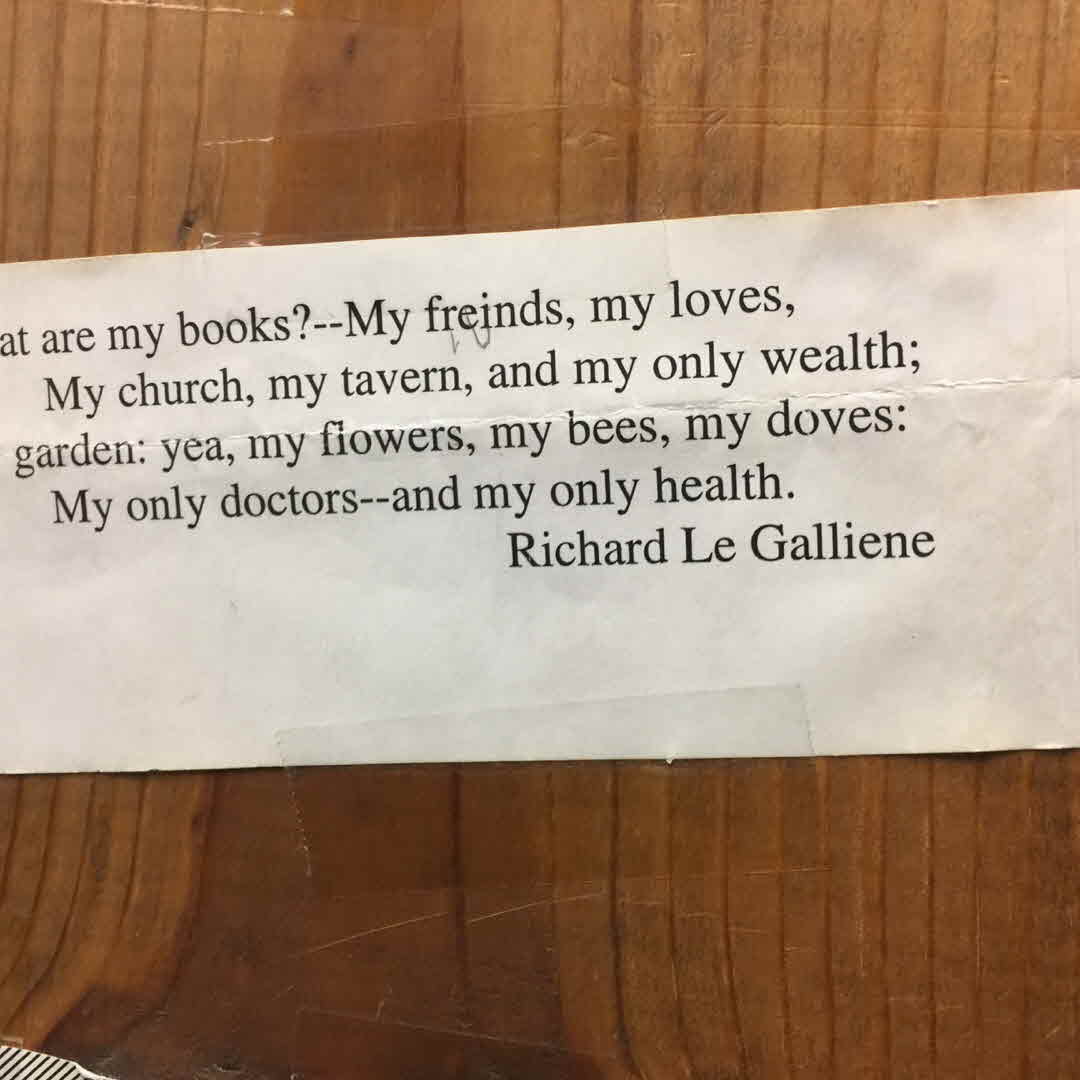 at are my books?--My freinds, my loves,
My church, my tavern, and my only wealth;
garden: yea, my flowers, my bees, my doves:
My only doctors--and my only health.
Richard Le Galliene